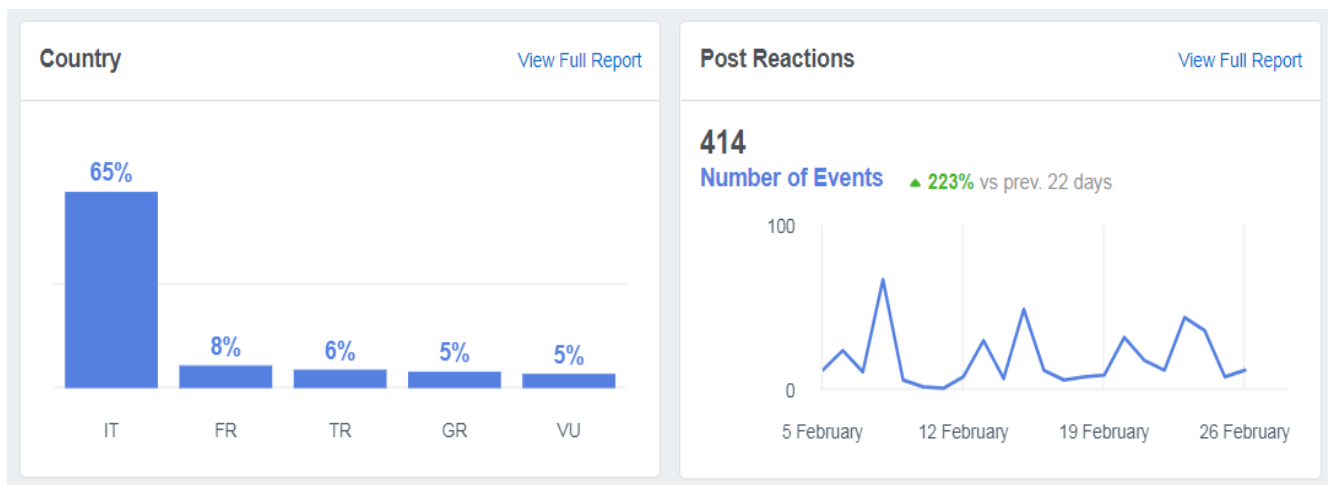 Country
View Full Report
65%
8%
6%
5%
5%
IT
FR
TR
GR
VU
Post Reactions
View Full Report
414
Number of Events
223% vs prev. 22 days
100
0
5 February
12 February
19 February
26 February